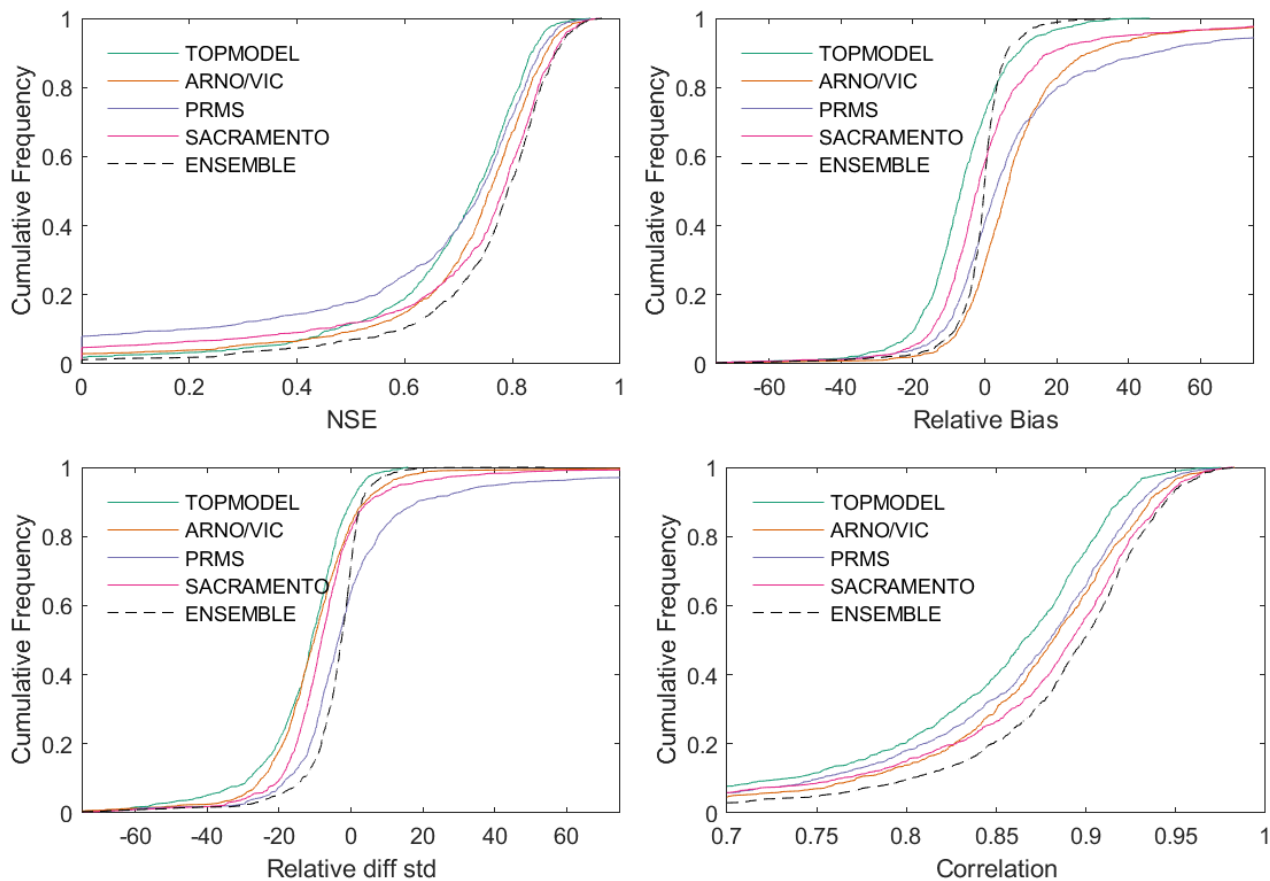 1
0.8
0.6
0.4
0.2
0
Cumulative Frequency
TOPMODEL
ARNO/VIC
PRMS
SACRAMENTO
ENSEMBLE
0 0.2 0.4 0.6 0.8 1
NSE
1
0.8
0.6
0.4
0.2
0
Cumulative Frequency
TOPMODEL
ARNO/VIC
PRMS
SACRAMENTO
ENSEMBLE
-60 -40 -20 0 20 40 60
Relative Bias
1
0.8
0.6
0.4
0.2
0
Cumulative Frequency
TOPMODEL
ARNO/VIC
PRMS
SACRAMENTO
ENSEMBLE
-60 -40 -20 0 20 40 60
Relative diff std
1
0.8
0.6
0.4
0.2
0
Cumulative Frequency
TOPMODEL
ARNO/VIC
PRMS
SACRAMENTO
ENSEMBLE
0.7 0.75 0.8 0.85 0.9 0.95 1
Correlation